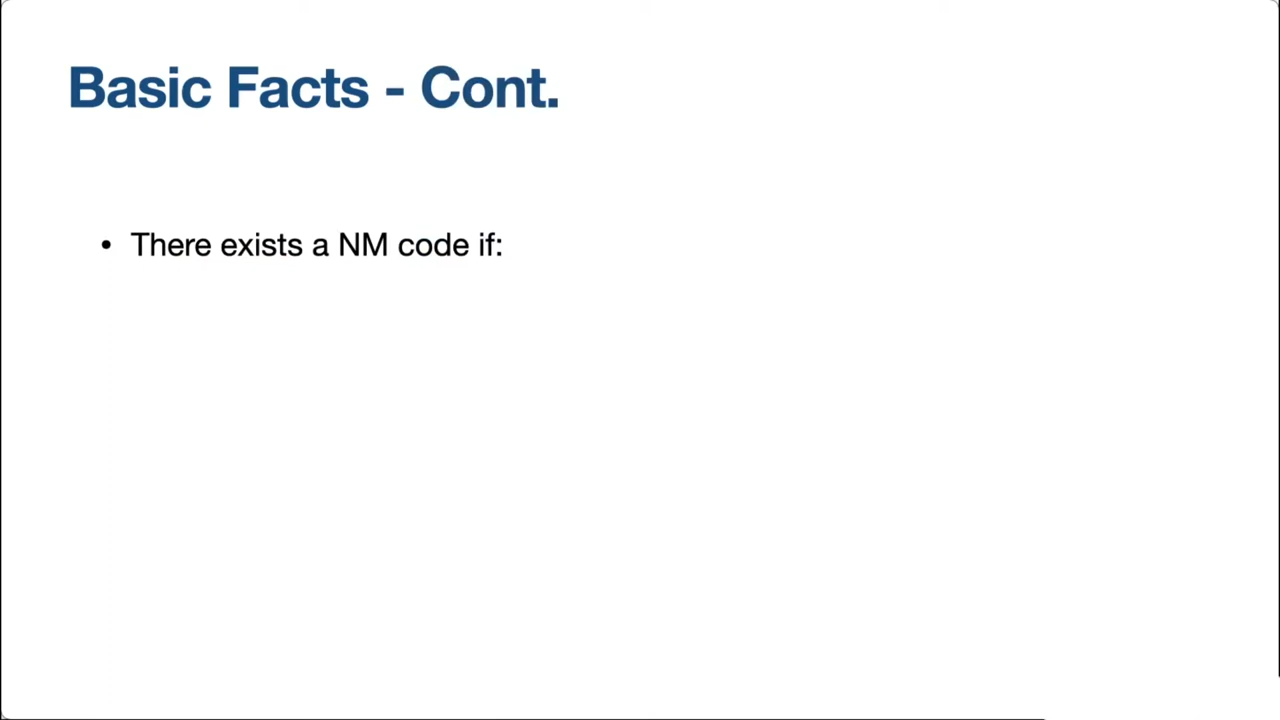 Basic Facts - Cont.
• There exists a NM code if: